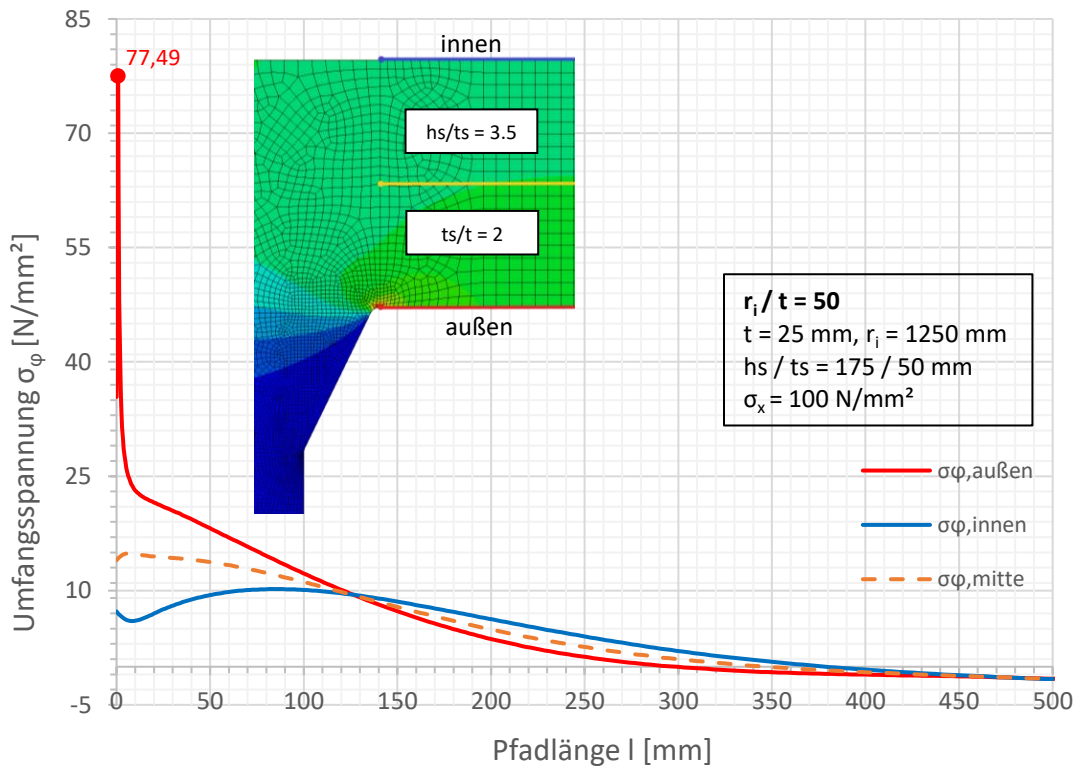 Umfangsspannung σφ [N/mm²]
85
70
55
40
25
10
-5
77,49
innen
hs/ts = 3.5
ts/t = 2
außen
ri / t = 50
t = 25 mm, ri = 1250 mm
hs / ts = 175 / 50 mm
σx = 100 N/mm²
σφ,außen
σφ,innen
σφ,mitte
0 50 100 150 200 250 300 350 400 450 500
Pfadlänge l [mm]